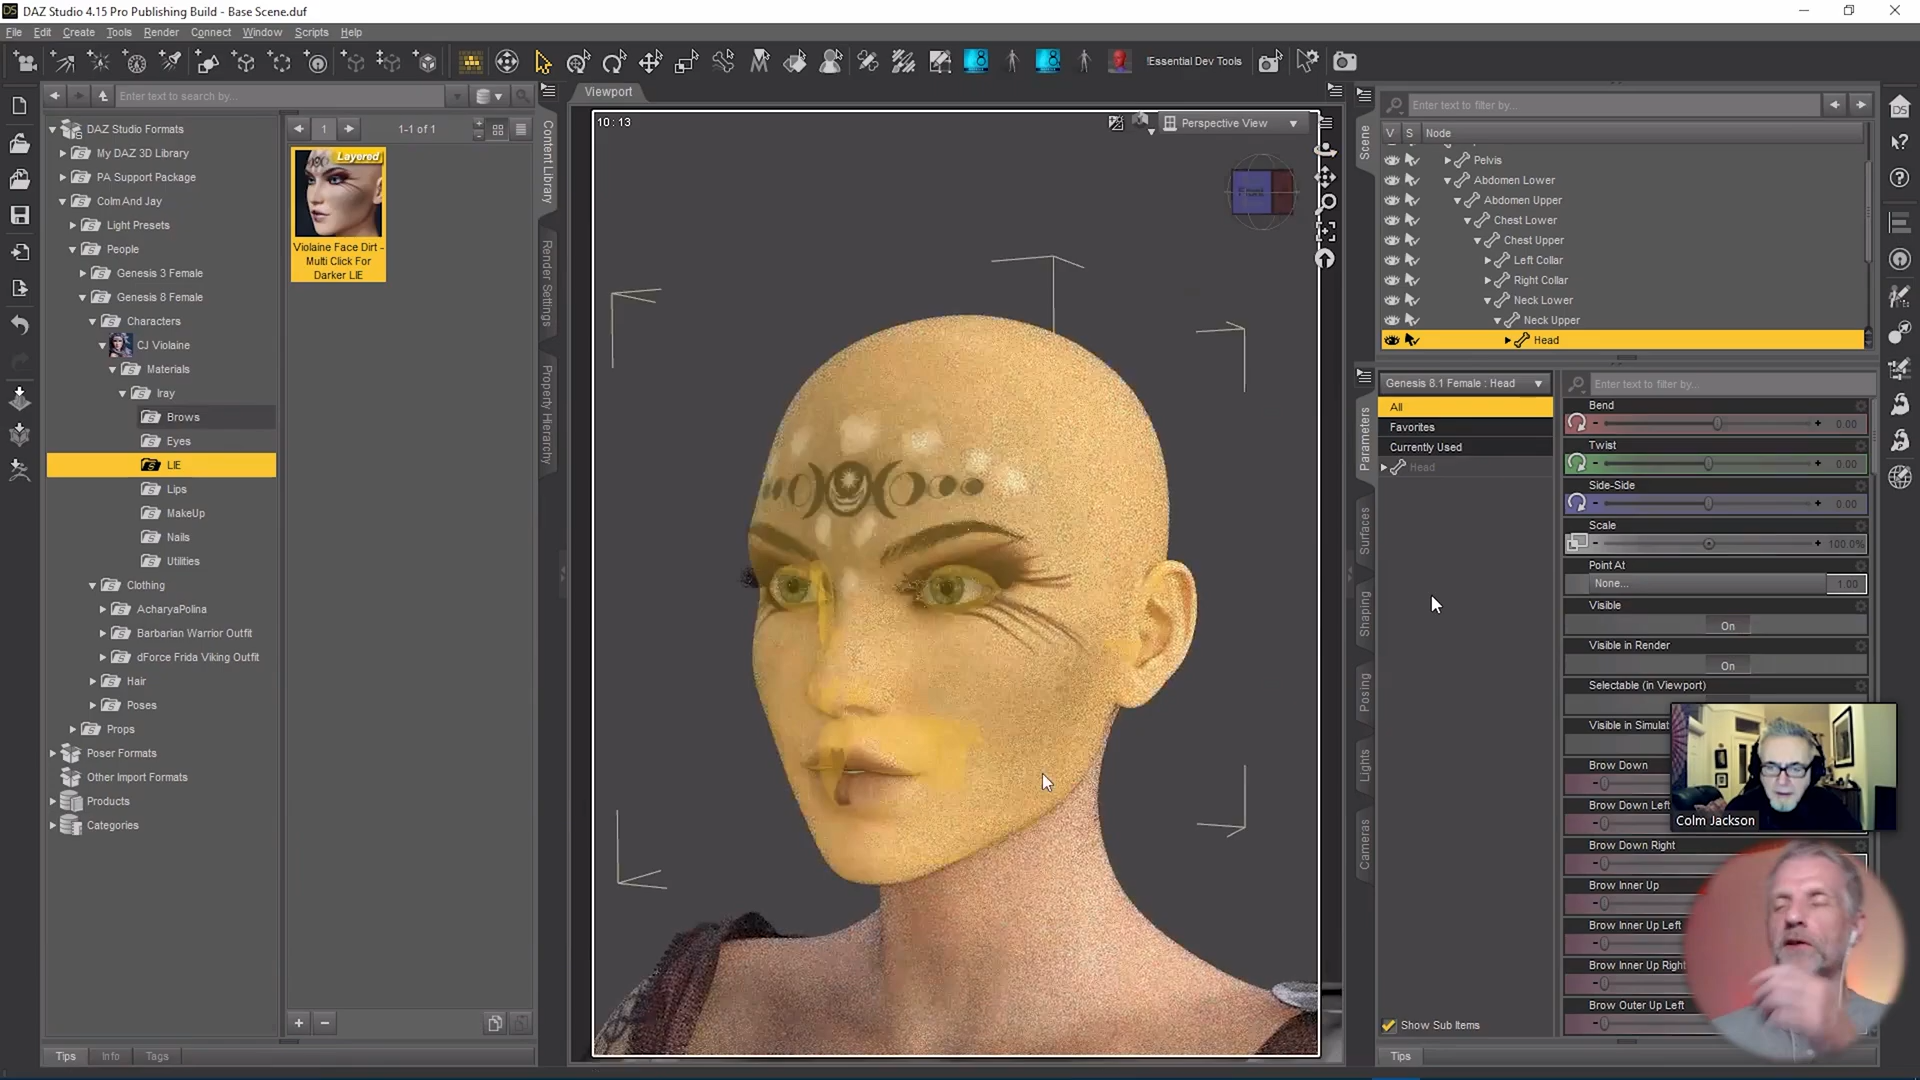 DAZ Studio 4.15 Pro Publishing Build - Base Scene.duf
File Edit Create Tools Render Connect Window Scripts Help
!Essential Dev Tools
Enter text to search by...
DAZ Studio Formats
My DAZ 3D Library
PA Support Package
ColmAnd Jay
Light Presets
People
Genesis 3 Female
Genesis 8 Female
Characters
CJ Violaine
Materials
Iray
Brows
Eyes
LIE
Lips
MakeUp
Nails
Utilities
Clothing
AcharyaPolina
Barbarian Warrior Outfit
dForce Frida Viking Outfit
Hair
Poses
Props
Poser Formats
Other Import Formats
Products
Categories
1
1-1 of 1
Layered
Violaine Face Dirt -
Multi Click For
Darker LIE
Tips Info Tags
Content Library
Render Settings
Property Hierarchy
Viewport
10 : 13
Perspective View
Scene
Enter text to filter by...
V S Node
Pelvis
Abdomen Lower
Abdomen Upper
Chest Lower
Chest Upper
Left Collar
Right Collar
Neck Lower
Neck Upper
Head
Parameters
Surfaces
Shaping
Posing
Lights
Cameras
Genesis 8.1 Female : Head
Enter text to filter by...
All
Favorites
Currently Used
Head
Bend
0.00
Twist
0.00
Side-Side
0.00
Scale
100.0%
Point At
None...
1.00
Visible
On
Visible in Render
On
Selectable (in Viewport)
Visible in Simulat
Brow Down
Brow Down Left
Brow Down Right
Brow Inner Up
Brow Inner Up Left
Brow Inner Up Right
Brow Outer Up Left
Colm Jackson
Show Sub Items
Tips